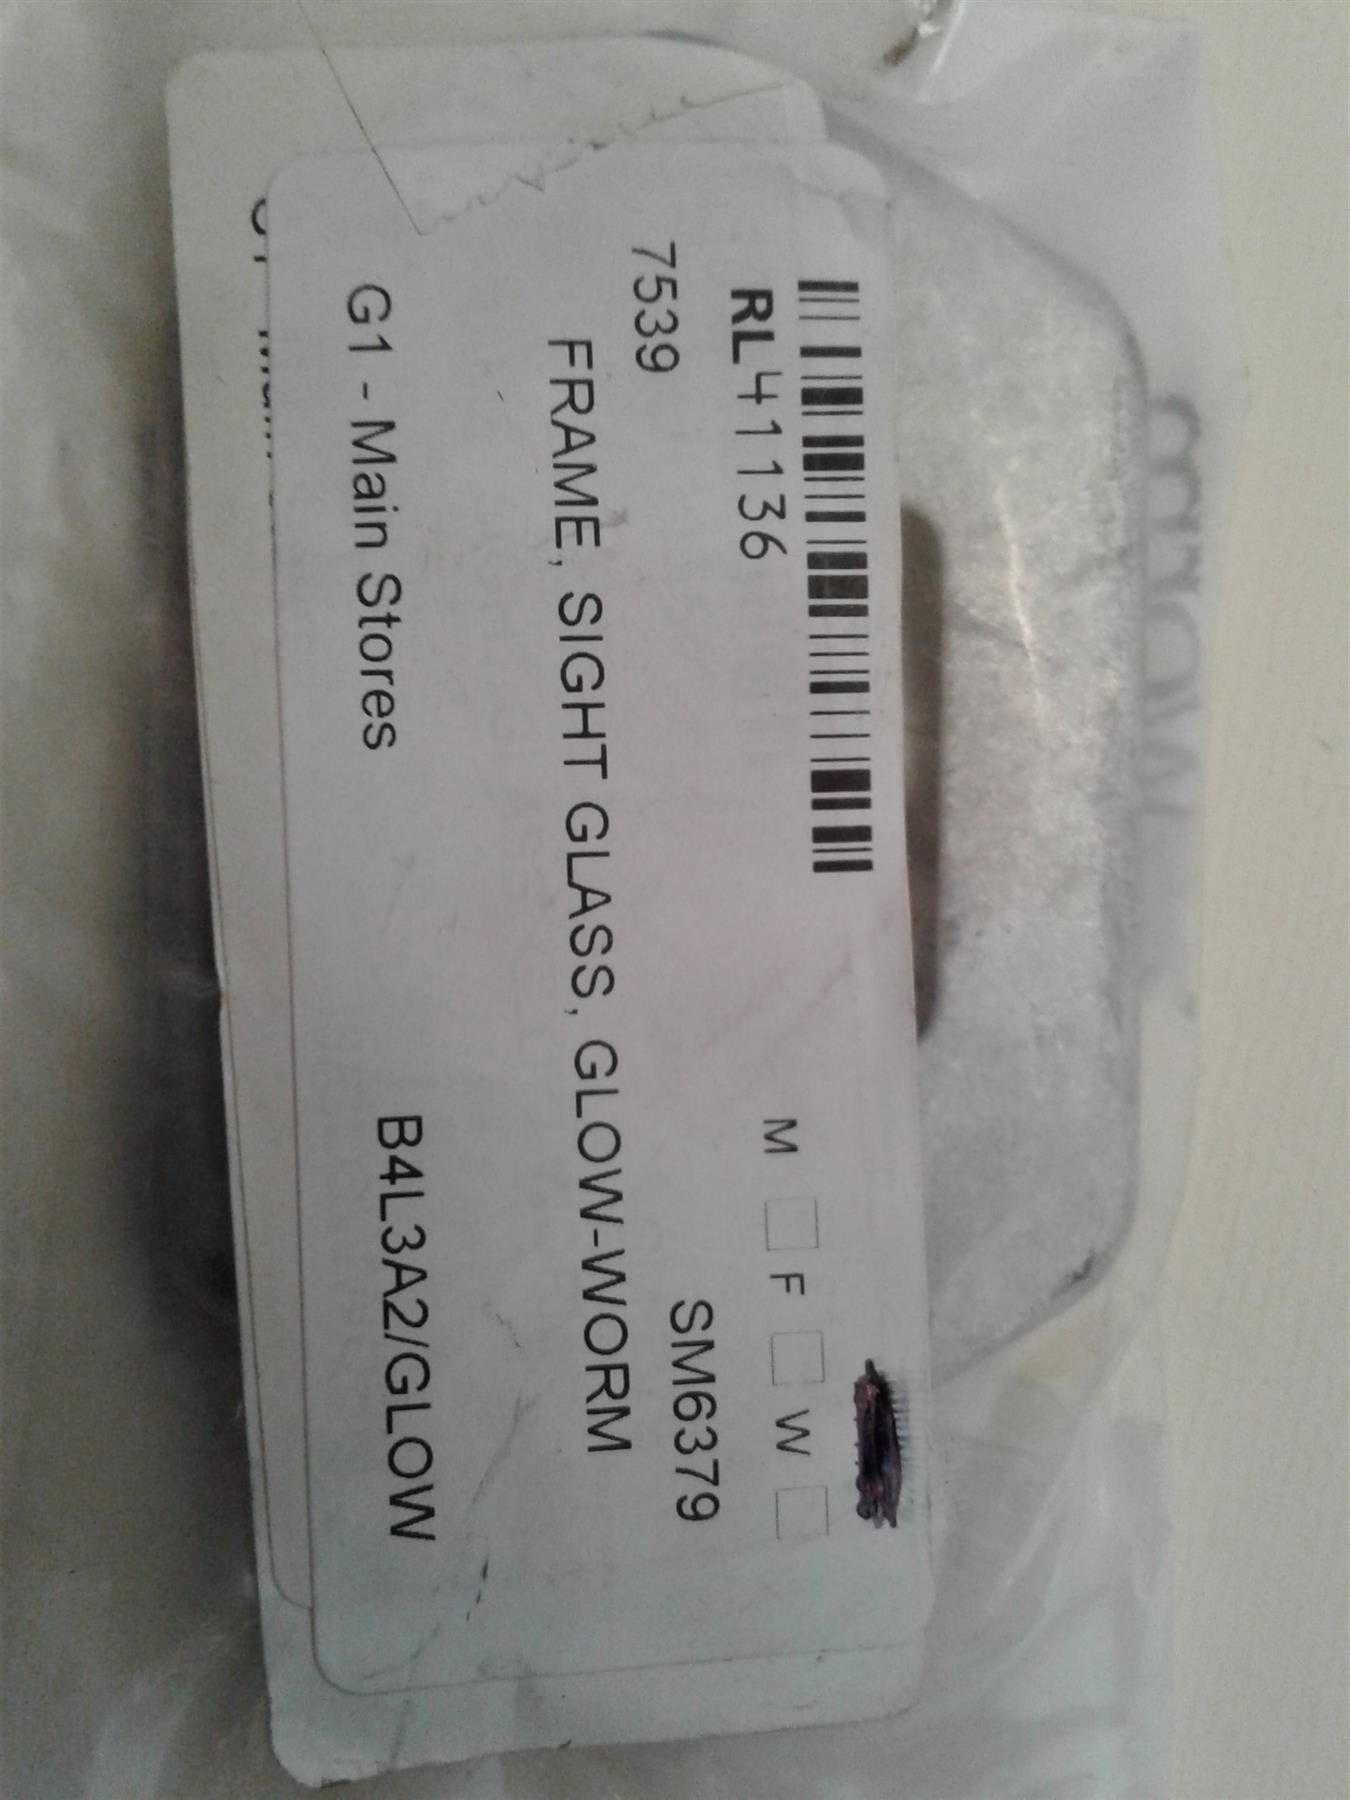 RL41136
M F W
7539 SM6379
FRAME, SIGHT GLASS, GLOW-WORM
G1 - Main Stores B4L3A2/GLOW